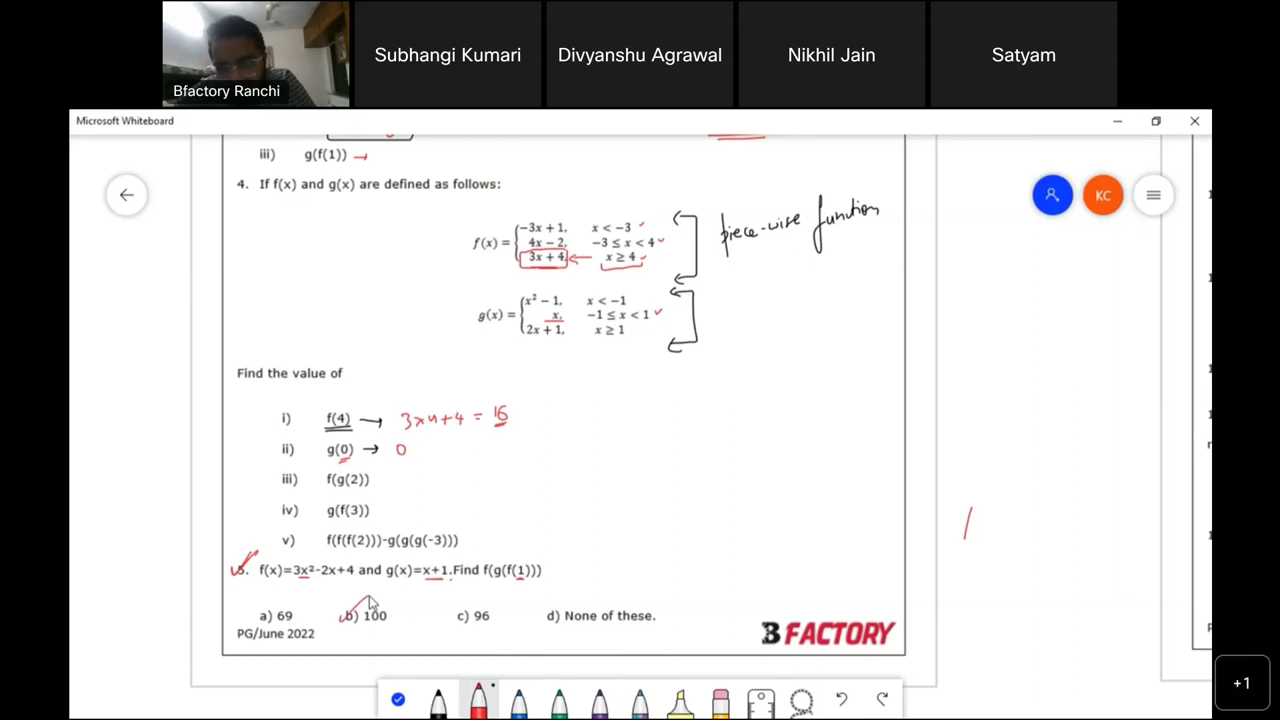 Subhangi Kumari
Divyanshu Agrawal
Nikhil Jain
Satyam
Bfactory Ranchi
Microsoft Whiteboard
iii) g(f(1)) →
KC
4. If f(x) and g(x) are defined as follows:
f(x) = { −3x + 1, x < −3
4x − 2, −3 ≤ x < 4
3x + 4, ← x ≥ 4
piece-wise function
g(x) = { x² − 1, x < −1
x, −1 ≤ x < 1
2x + 1, x ≥ 1
Find the value of
i) f(4) → 3x4+4 = 16
ii) g(0) → 0
iii) f(g(2))
iv) g(f(3))
v) f(f(f(2)))-g(g(g(-3)))
5. f(x)=3x²-2x+4 and g(x)=x+1.Find f(g(f(1)))
a) 69 b) 100 c) 96 d) None of these.
PG/June 2022
3 FACTORY
+1